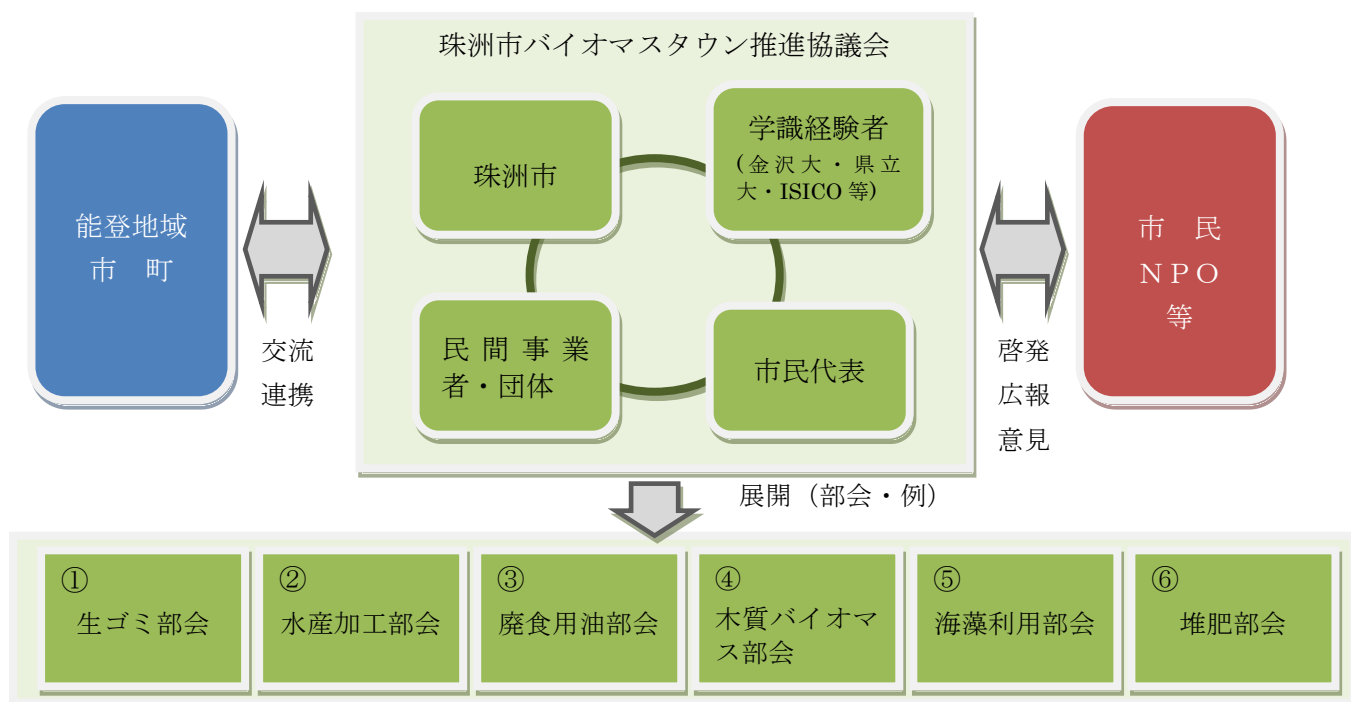 珠洲市バイオマスタウン推進協議会
能登地域
市　町
交流
連携
珠洲市
学識経験者
(金沢大・県立
大・ISICO 等)
民間事業
者・団体
市民代表
市　民
ＮＰＯ
等
啓発
広報
意見
展開（部会・例）
①
生ゴミ部会
②
水産加工部会
③
廃食用油部会
④
木質バイオマ
ス部会
⑤
海藻利用部会
⑥
堆肥部会